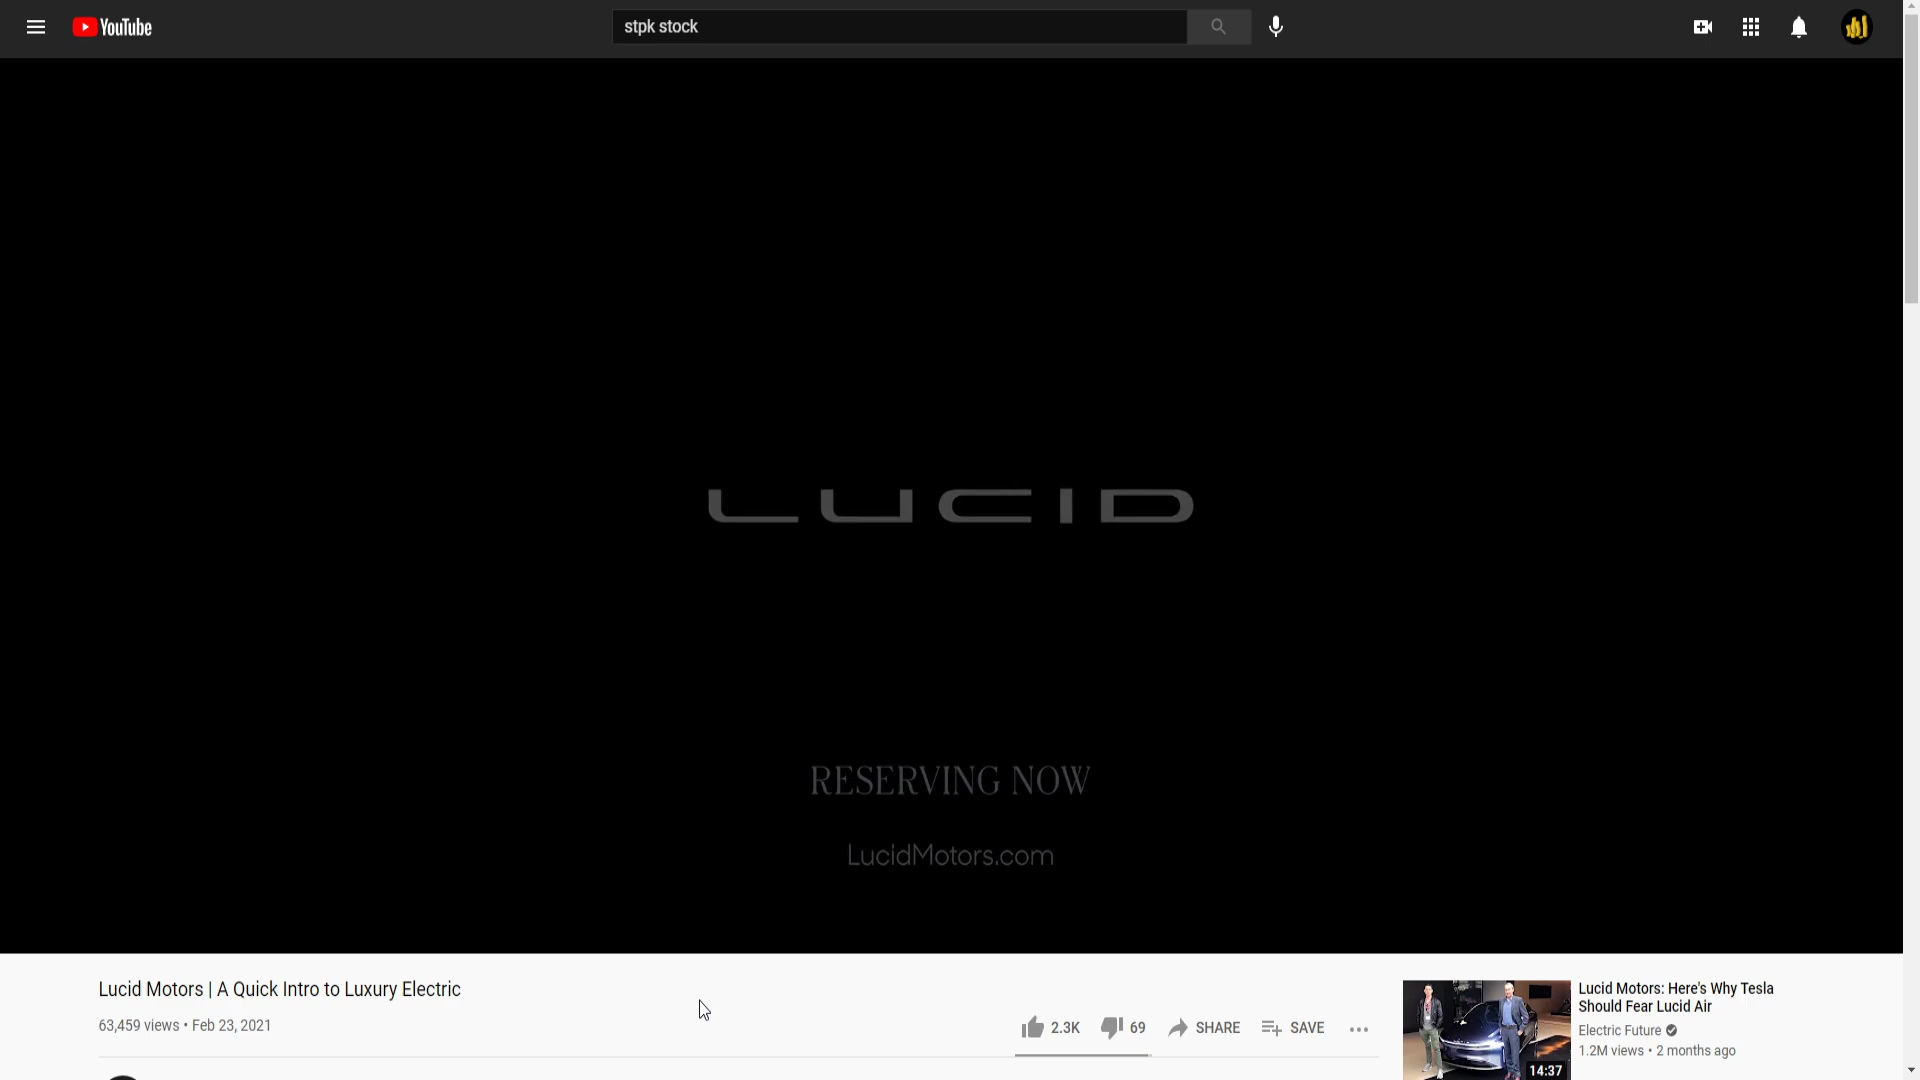 YouTube
stpk stock
LUCID
RESERVING NOW
LucidMotors.com
Lucid Motors | A Quick Intro to Luxury Electric
63,459 views • Feb 23, 2021
2.3K
69
SHARE
SAVE
14:37
Lucid Motors: Here's Why Tesla
Should Fear Lucid Air
Electric Future
1.2M views • 2 months ago